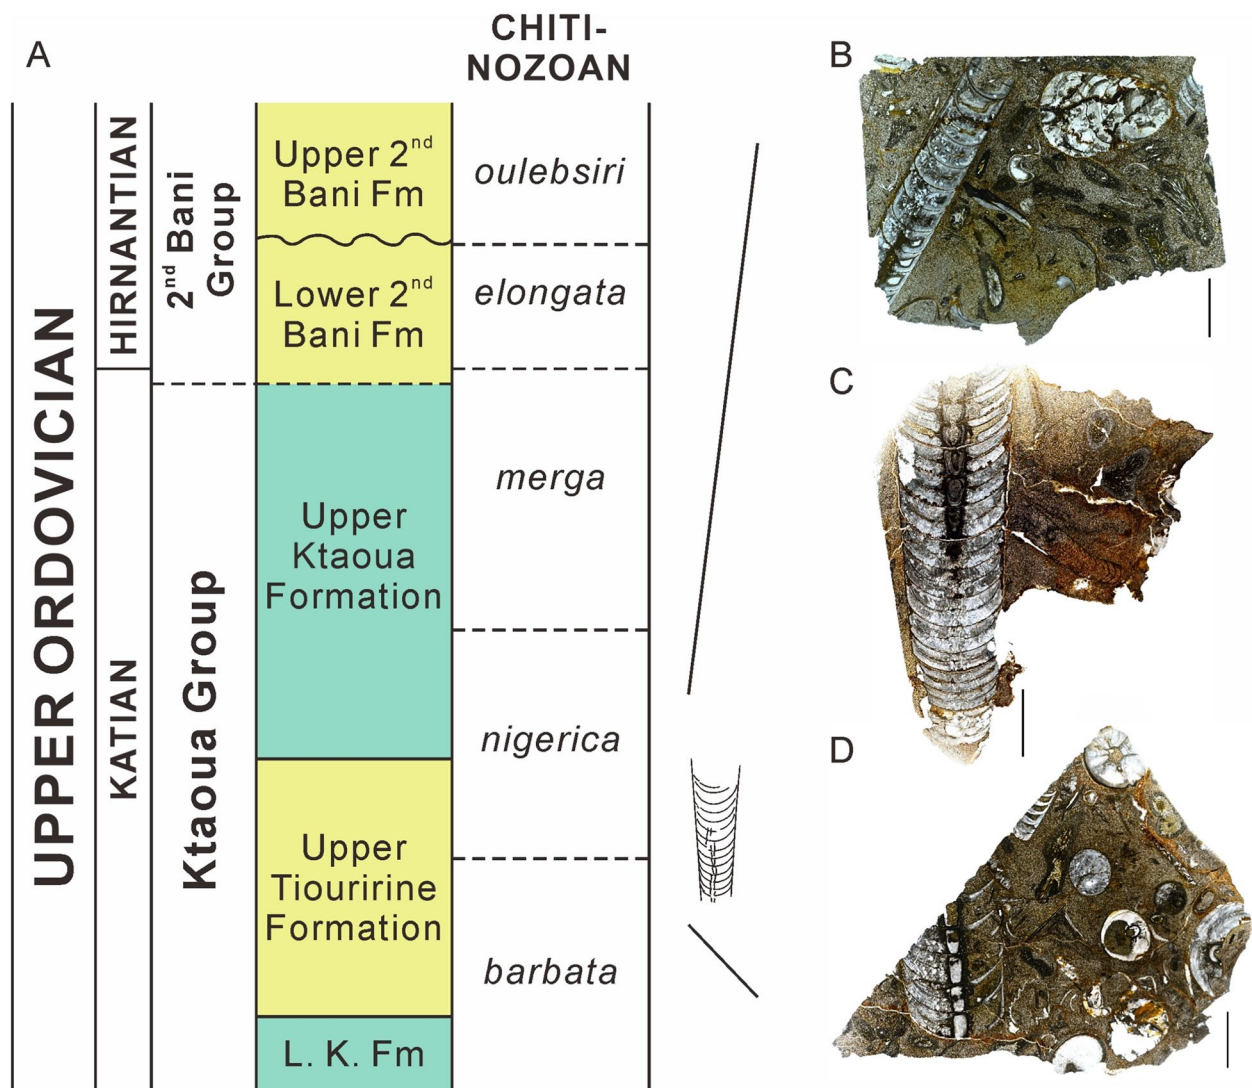 A
CHITI-
NOZOAN
UPPER ORDOVICIAN
HIRNANTIAN
KATIAN
2nd Bani
Group
Ktaoua Group
Upper 2nd
Bani Fm
Lower 2nd
Bani Fm
Upper
Ktaoua
Formation
Upper
Tiouririne
Formation
L. K. Fm
oulebsiri
elongata
merga
nigerica
barbata
B
C
D